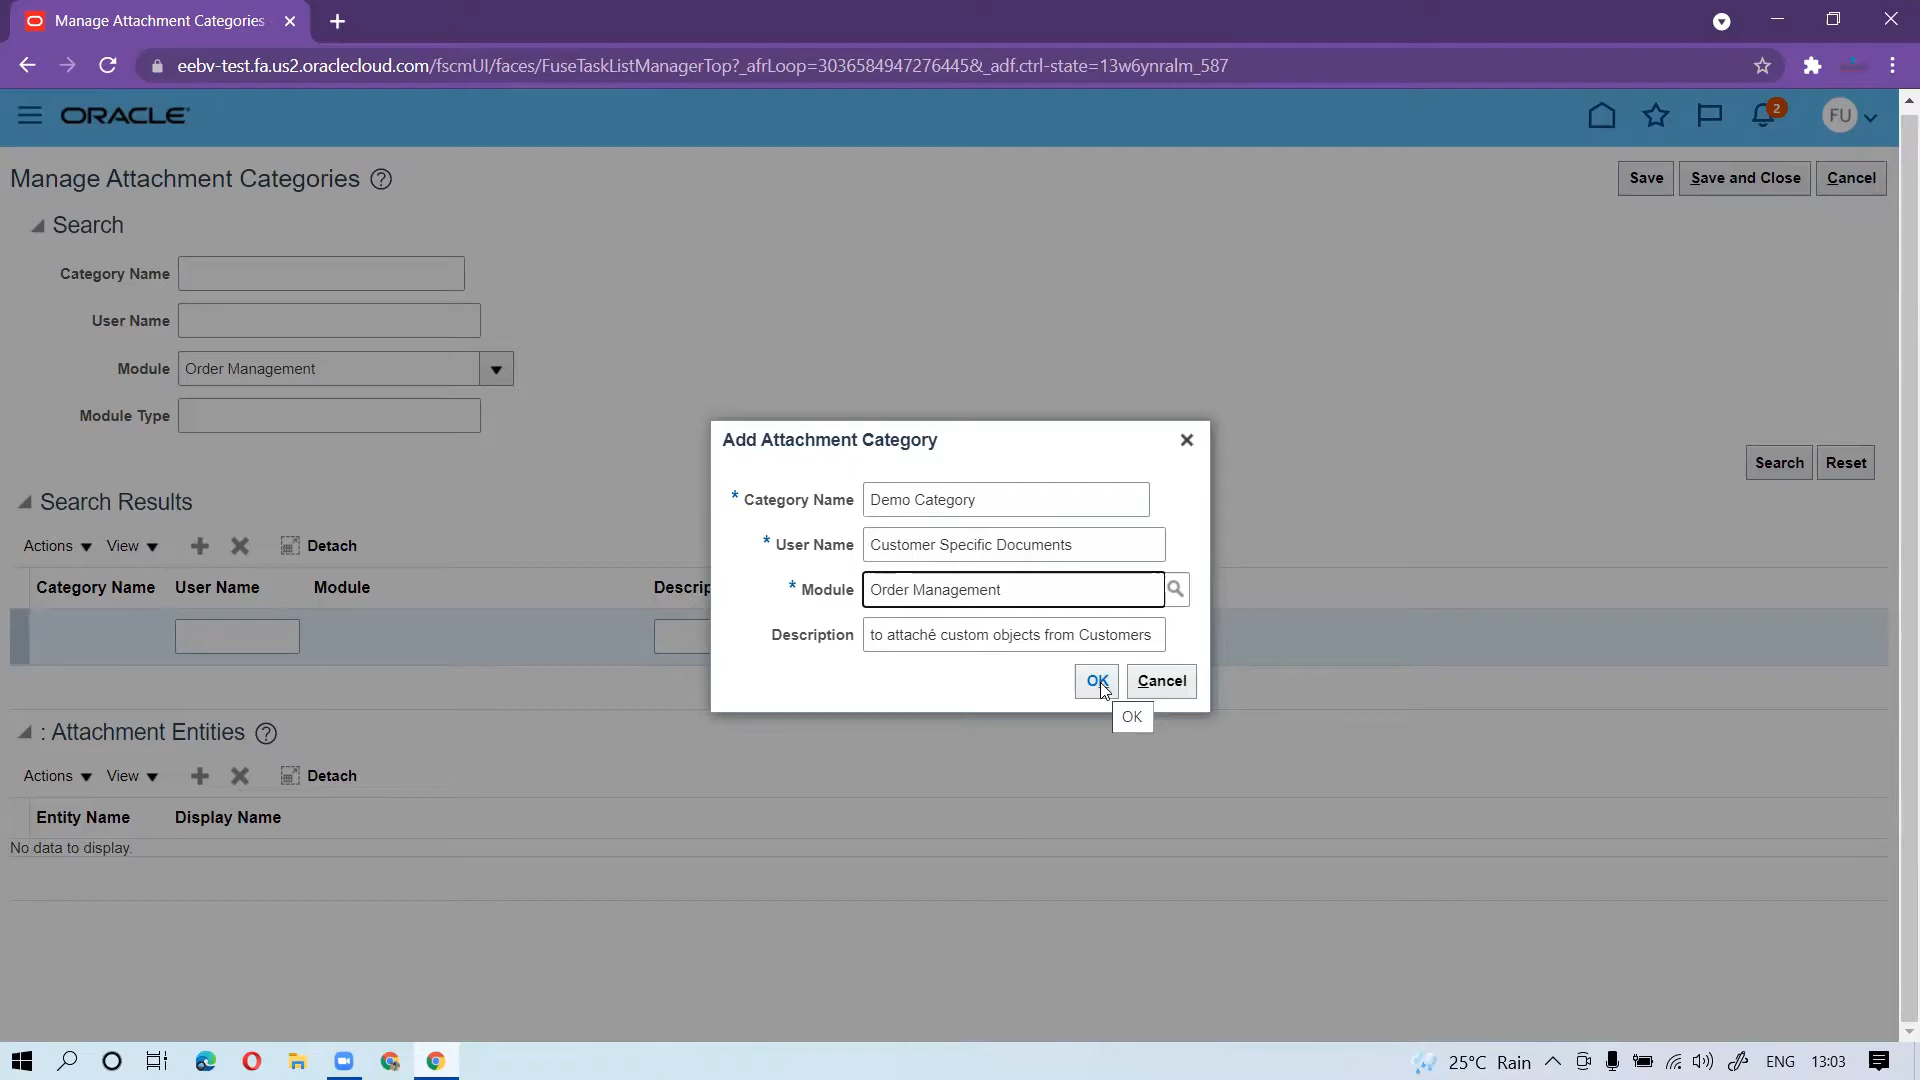 Manage Attachment Categories
eebv-test.fa.us2.oraclecloud.com/fscmUI/faces/FuseTaskListManagerTop?_afrLoop=3036584947276445&_adf.ctrl-state=13w6ynralm_587
ORACLE
2
FU
Manage Attachment Categories
Save
Save and Close
Cancel
Search
Category Name
User Name
Module Order Management
Module Type
Search
Reset
Search Results
Actions View Detach
Category Name User Name Module Descrip
Add Attachment Category
* Category Name Demo Category
* User Name Customer Specific Documents
* Module Order Management
Description to attaché custom objects from Customers
OK Cancel
OK
: Attachment Entities
Actions View Detach
Entity Name Display Name
No data to display.
25°C Rain ENG 13:03